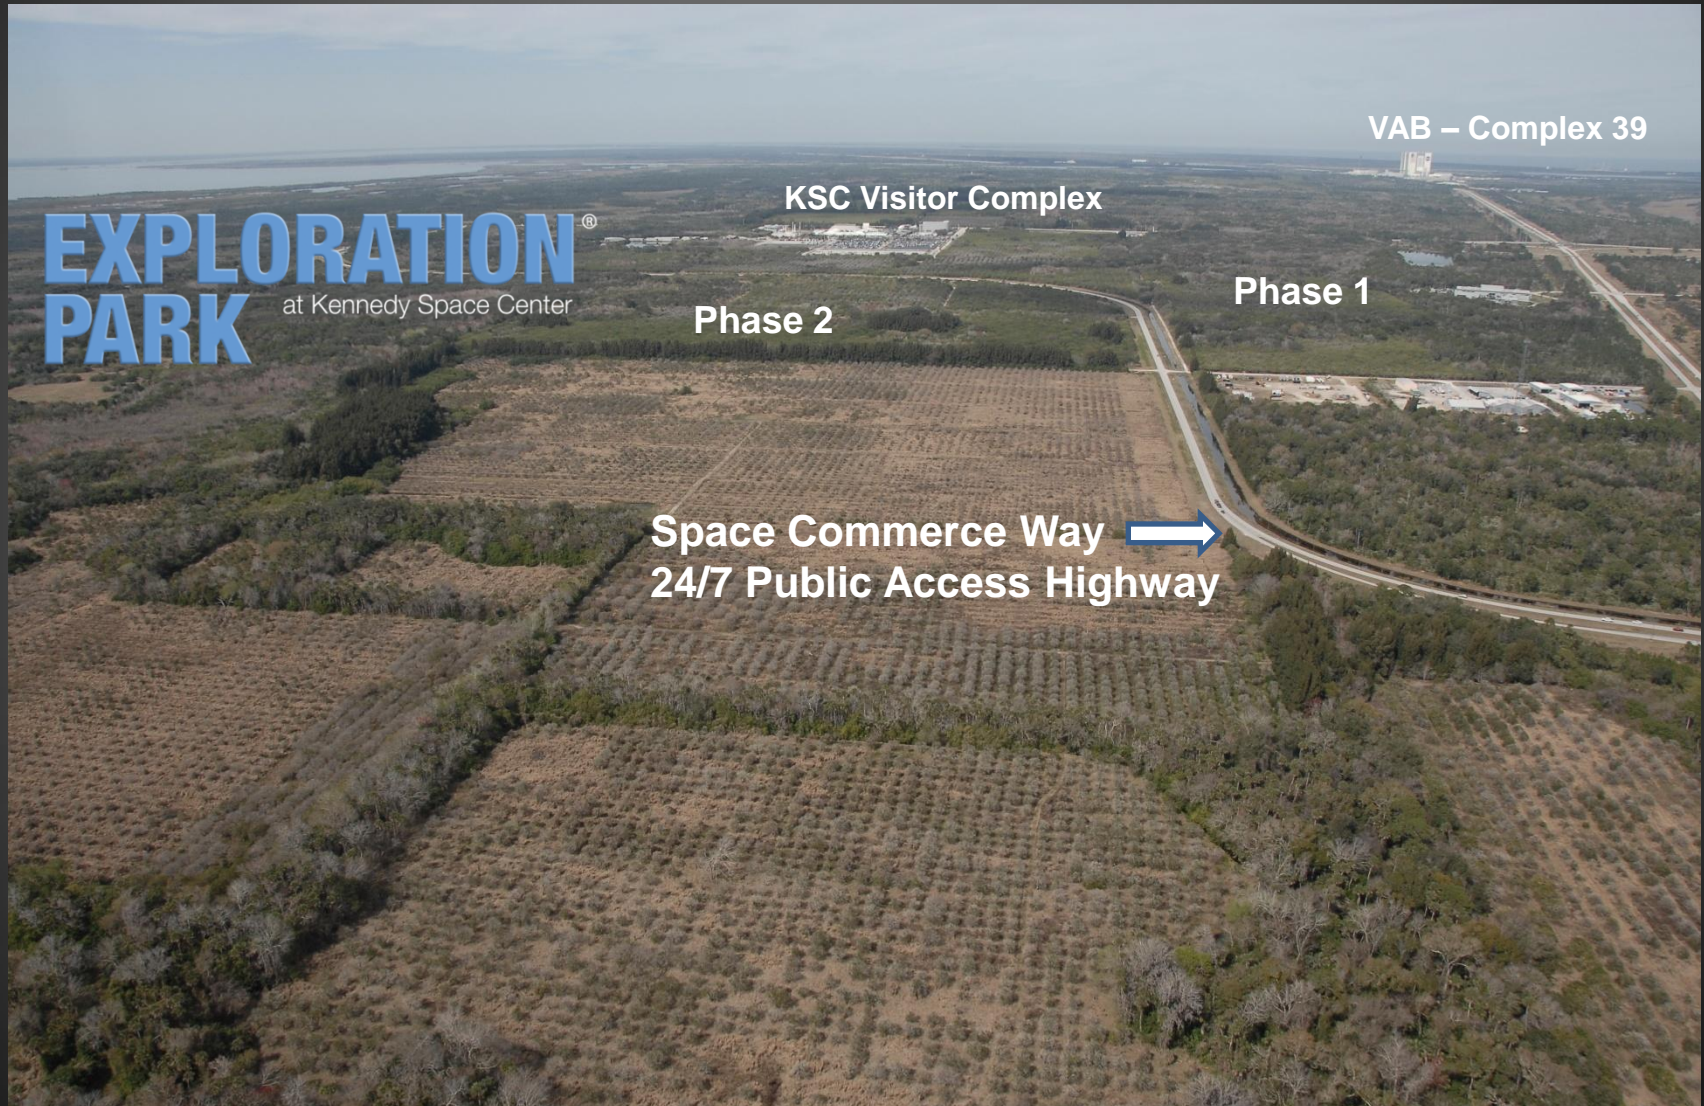 VAB – Complex 39
KSC Visitor Complex
EXPLORATION®
PARK at Kennedy Space Center
Phase 1
Phase 2
Space Commerce Way
24/7 Public Access Highway